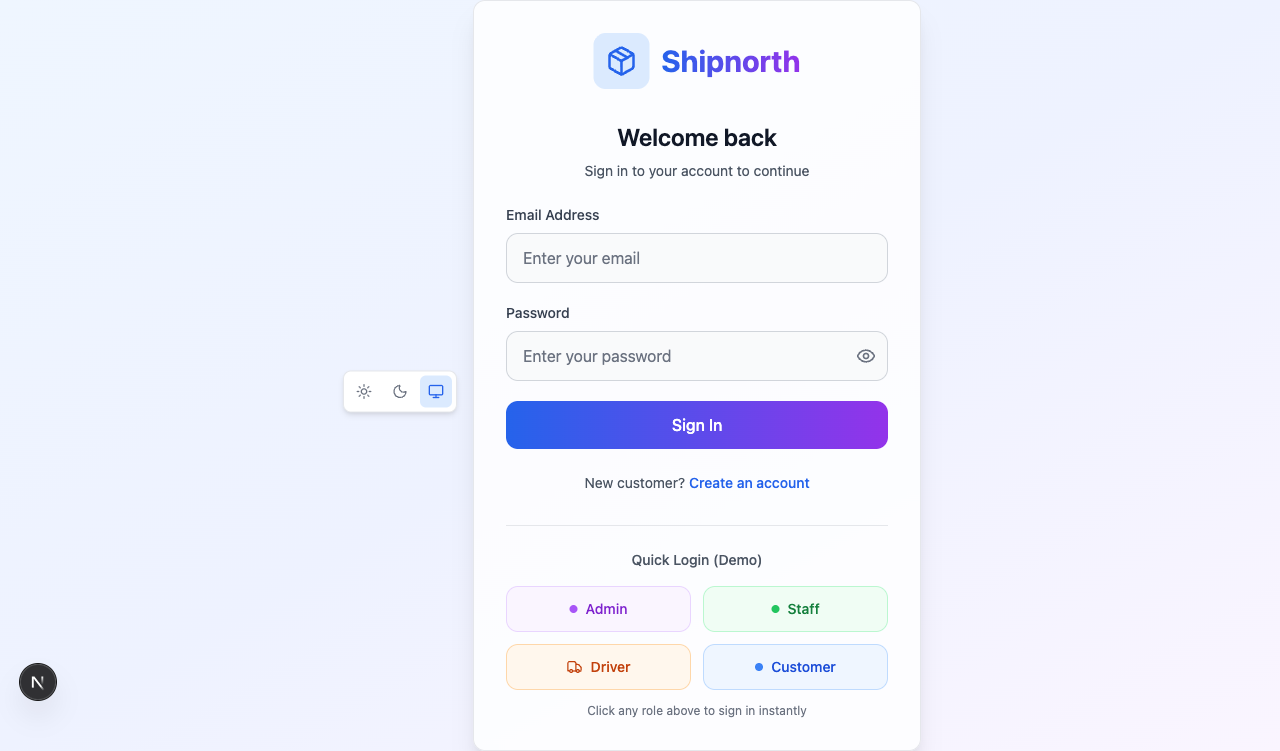 Shipnorth
Welcome back
Sign in to your account to continue
Email Address
Enter your email
Password
Enter your password
Sign In
New customer? Create an account
Quick Login (Demo)
Admin
Staff
Driver
Customer
Click any role above to sign in instantly
N